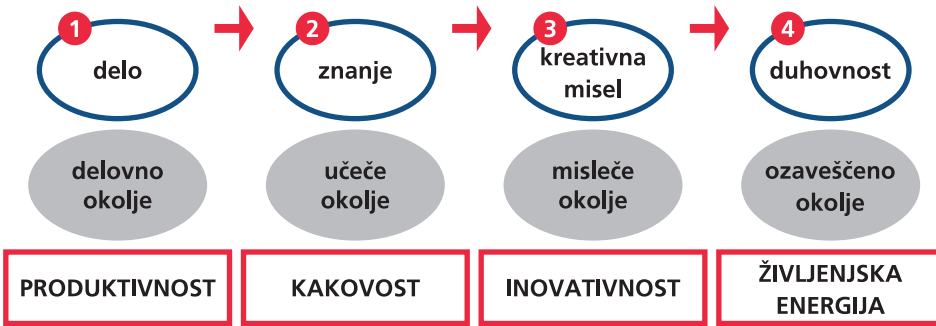 1
delo
2
znanje
3
kreativna
misel
4
duhovnost
delovno
okolje
učeče
okolje
misleče
okolje
ozaveščeno
okolje
PRODUKTIVNOST
KAKOVOST
INOVATIVNOST
ŽIVLJENJSKA
ENERGIJA